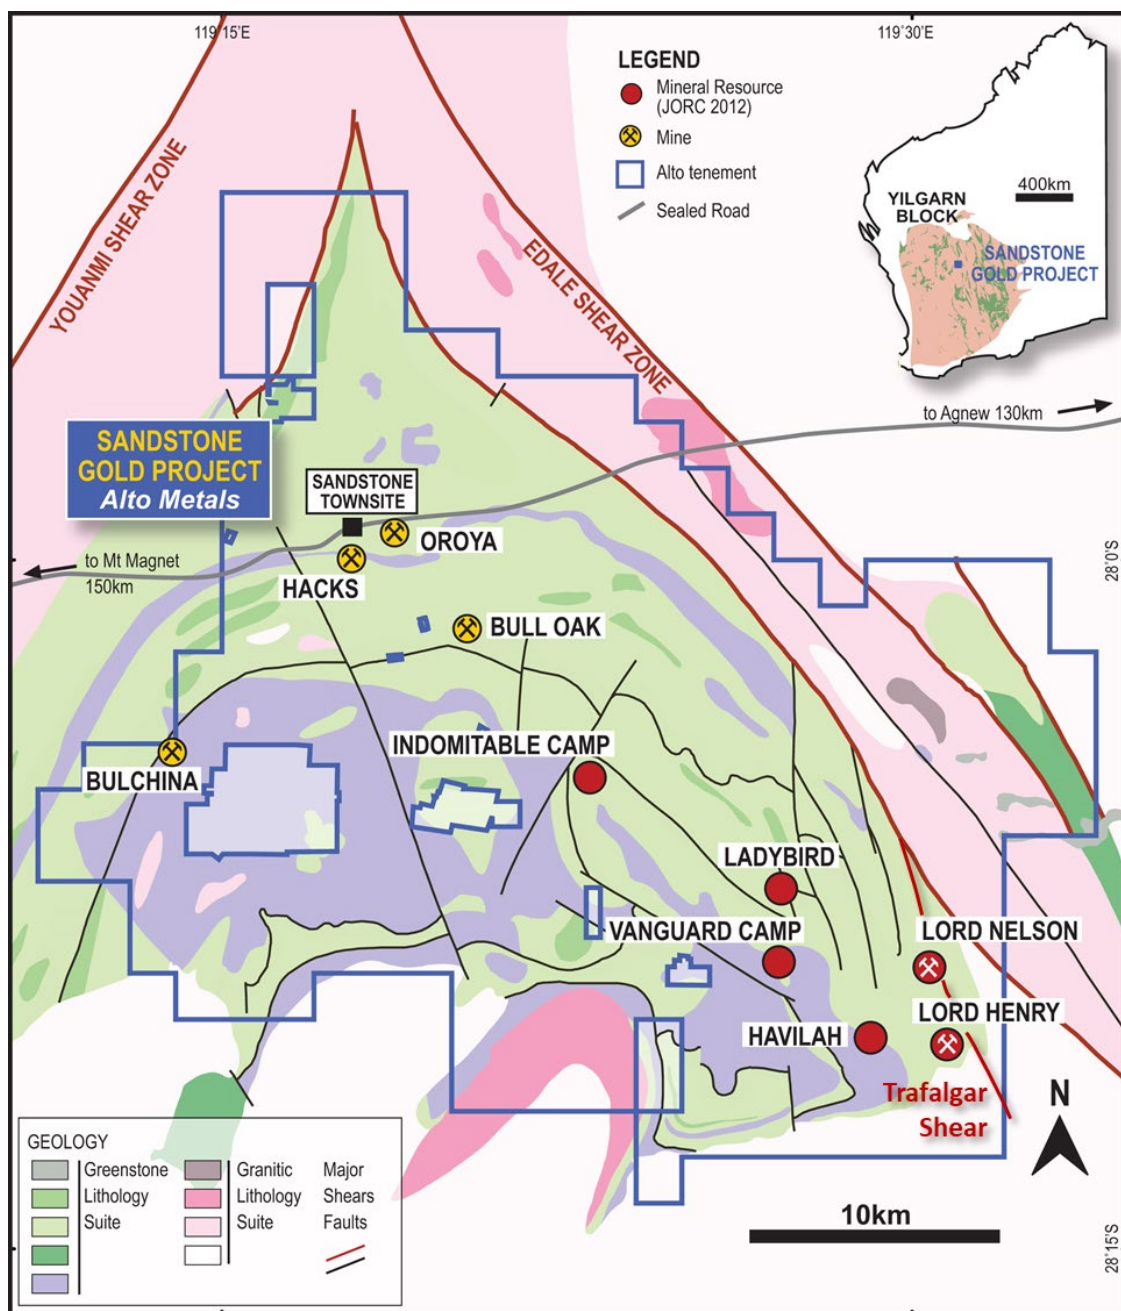 119°15'E
119°30'E
LEGEND
Mineral Resource
(JORC 2012)
Mine
Alto tenement
Sealed Road
400km
YILGARN
BLOCK
SANDSTONE
GOLD PROJECT
YOUANMI SHEAR ZONE
EDALE SHEAR ZONE
to Agnew 130km
SANDSTONE
GOLD PROJECT
Alto Metals
SANDSTONE
TOWNSITE
OROYA
to Mt Magnet
150km
HACKS
28°0'S
BULL OAK
INDOMITABLE CAMP
BULCHINA
LADYBIRD
VANGUARD CAMP
LORD NELSON
LORD HENRY
HAVILAH
Trafalgar
Shear
N
10km
28°15'S
GEOLOGY
Greenstone
Lithology
Suite
Granitic
Lithology
Suite
Major
Shears
Faults